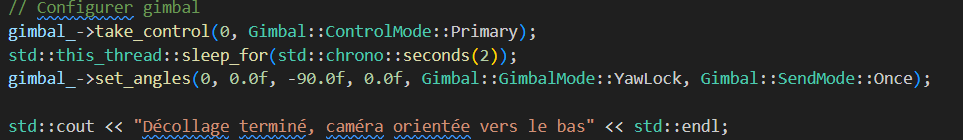 // Configurer gimbal
gimbal_->take_control(0, Gimbal::ControlMode::Primary);
std::this_thread::sleep_for(std::chrono::seconds(2));
gimbal_->set_angles(0, 0.0f, -90.0f, 0.0f, Gimbal::GimbalMode::YawLock, Gimbal::SendMode::Once);
std::cout << "Décollage terminé, caméra orientée vers le bas" << std::endl;